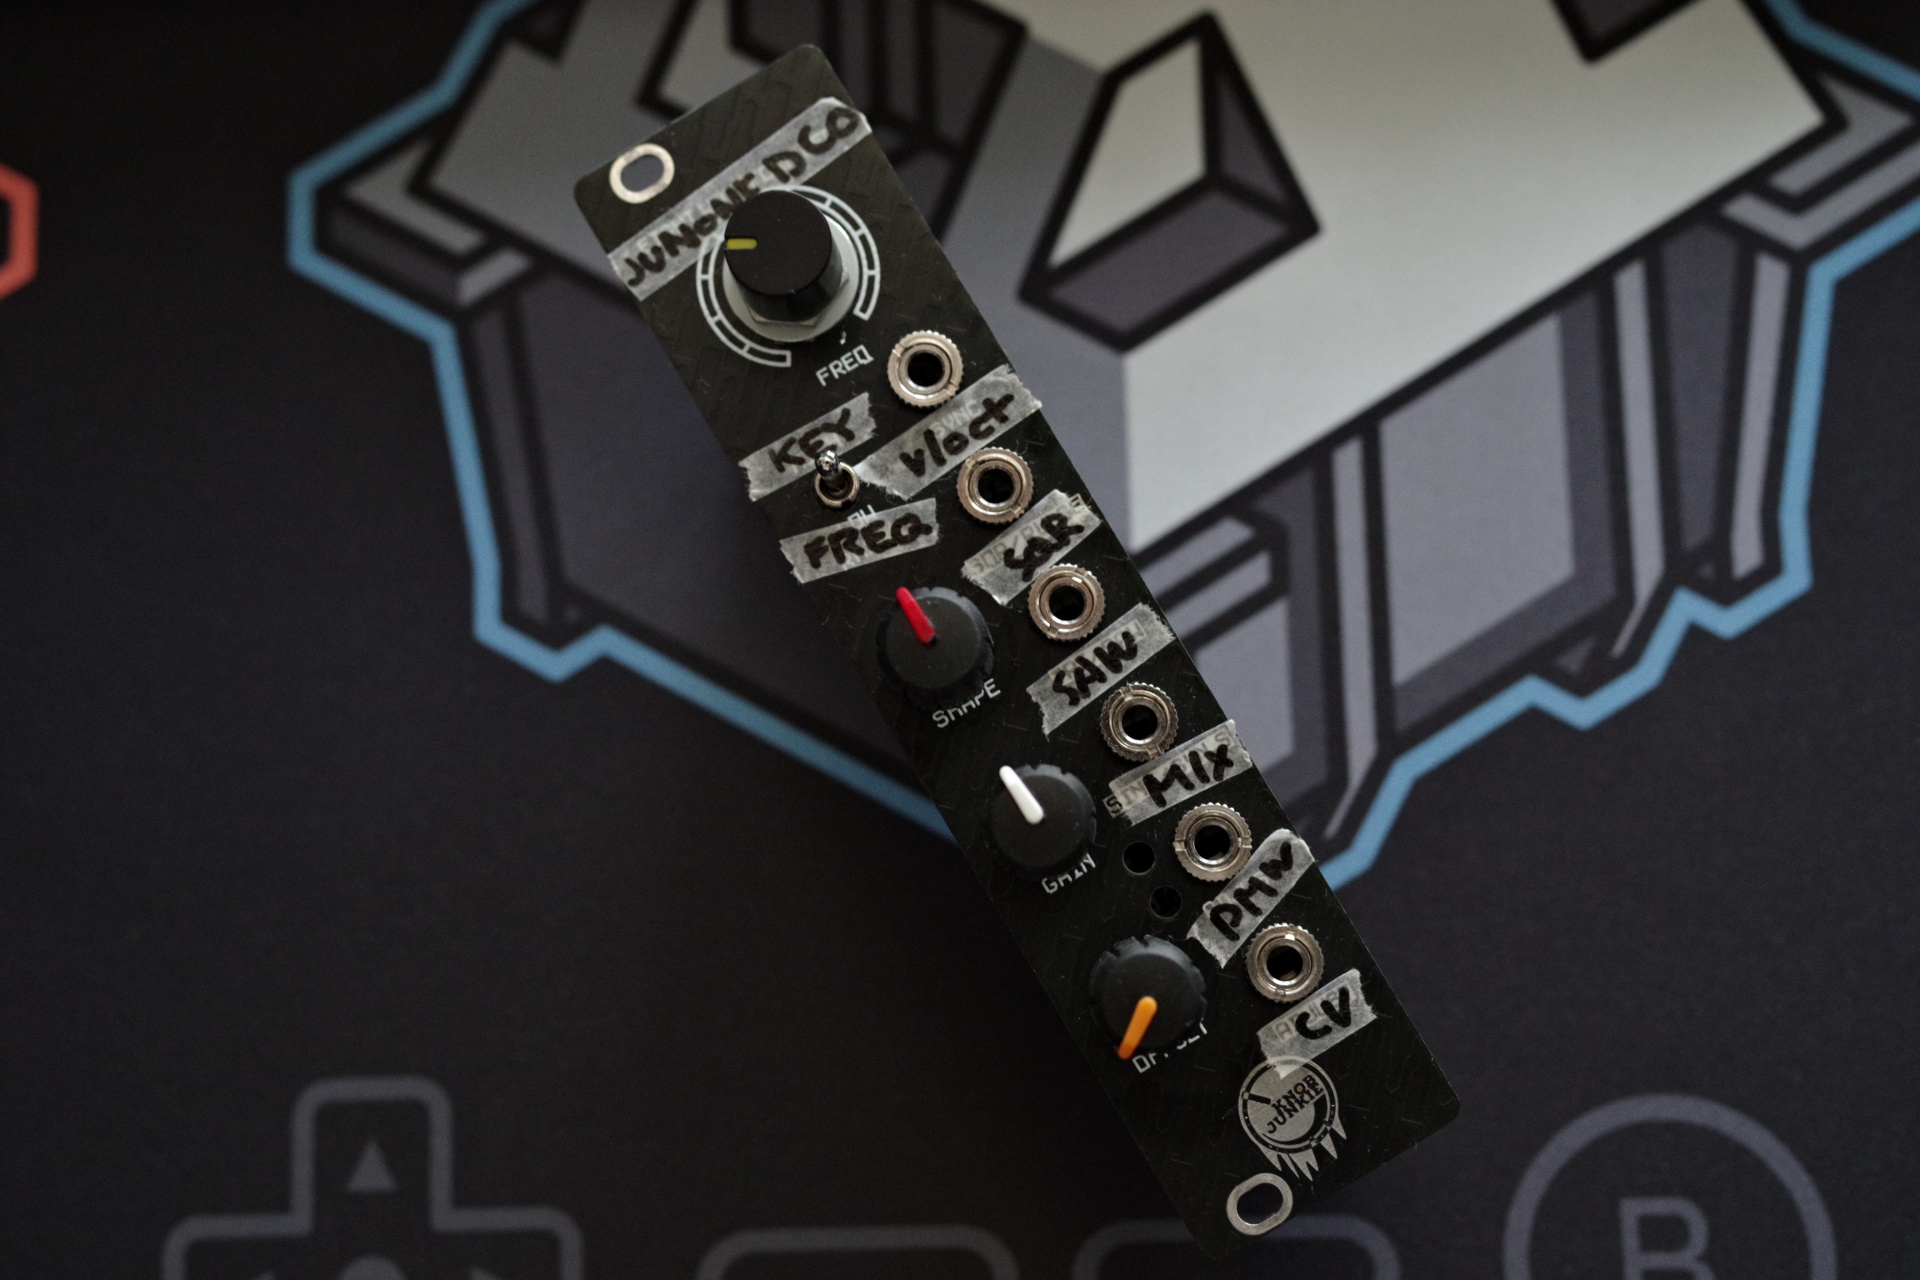 JUNONE DCO
FREQ
KEY
V/oct
FREQ
SQR
SHAPE
SAW
MIX
GAIN
PMW
OFFSET
CV
KNOB
JUNKIE
B